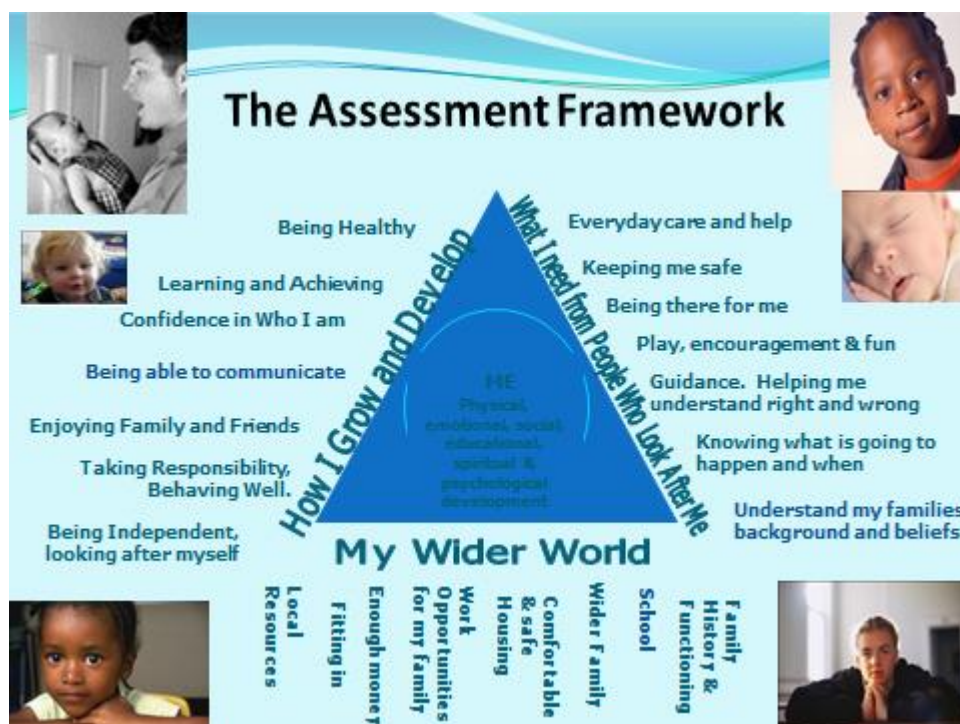 The Assessment Framework
How I Grow and Develop
Being Healthy
Learning and Achieving
Confidence in Who I am
Being able to communicate
Enjoying Family and Friends
Taking Responsibility,
Behaving Well.
Being Independent,
looking after myself
What I need from People Who Look After Me
Everyday care and help
Keeping me safe
Being there for me
Play, encouragement & fun
Guidance. Helping me
understand right and wrong
Knowing what is going to
happen and when
Understand my families
background and beliefs
ME
Physical,
emotional, social,
educational,
spiritual &
psychological
development
My Wider World
Local
Resources
Fitting in
Enough money
Work
Opportunities
for my family
Comfortable
& safe
Housing
Wider Family
School
Family
History &
Functioning